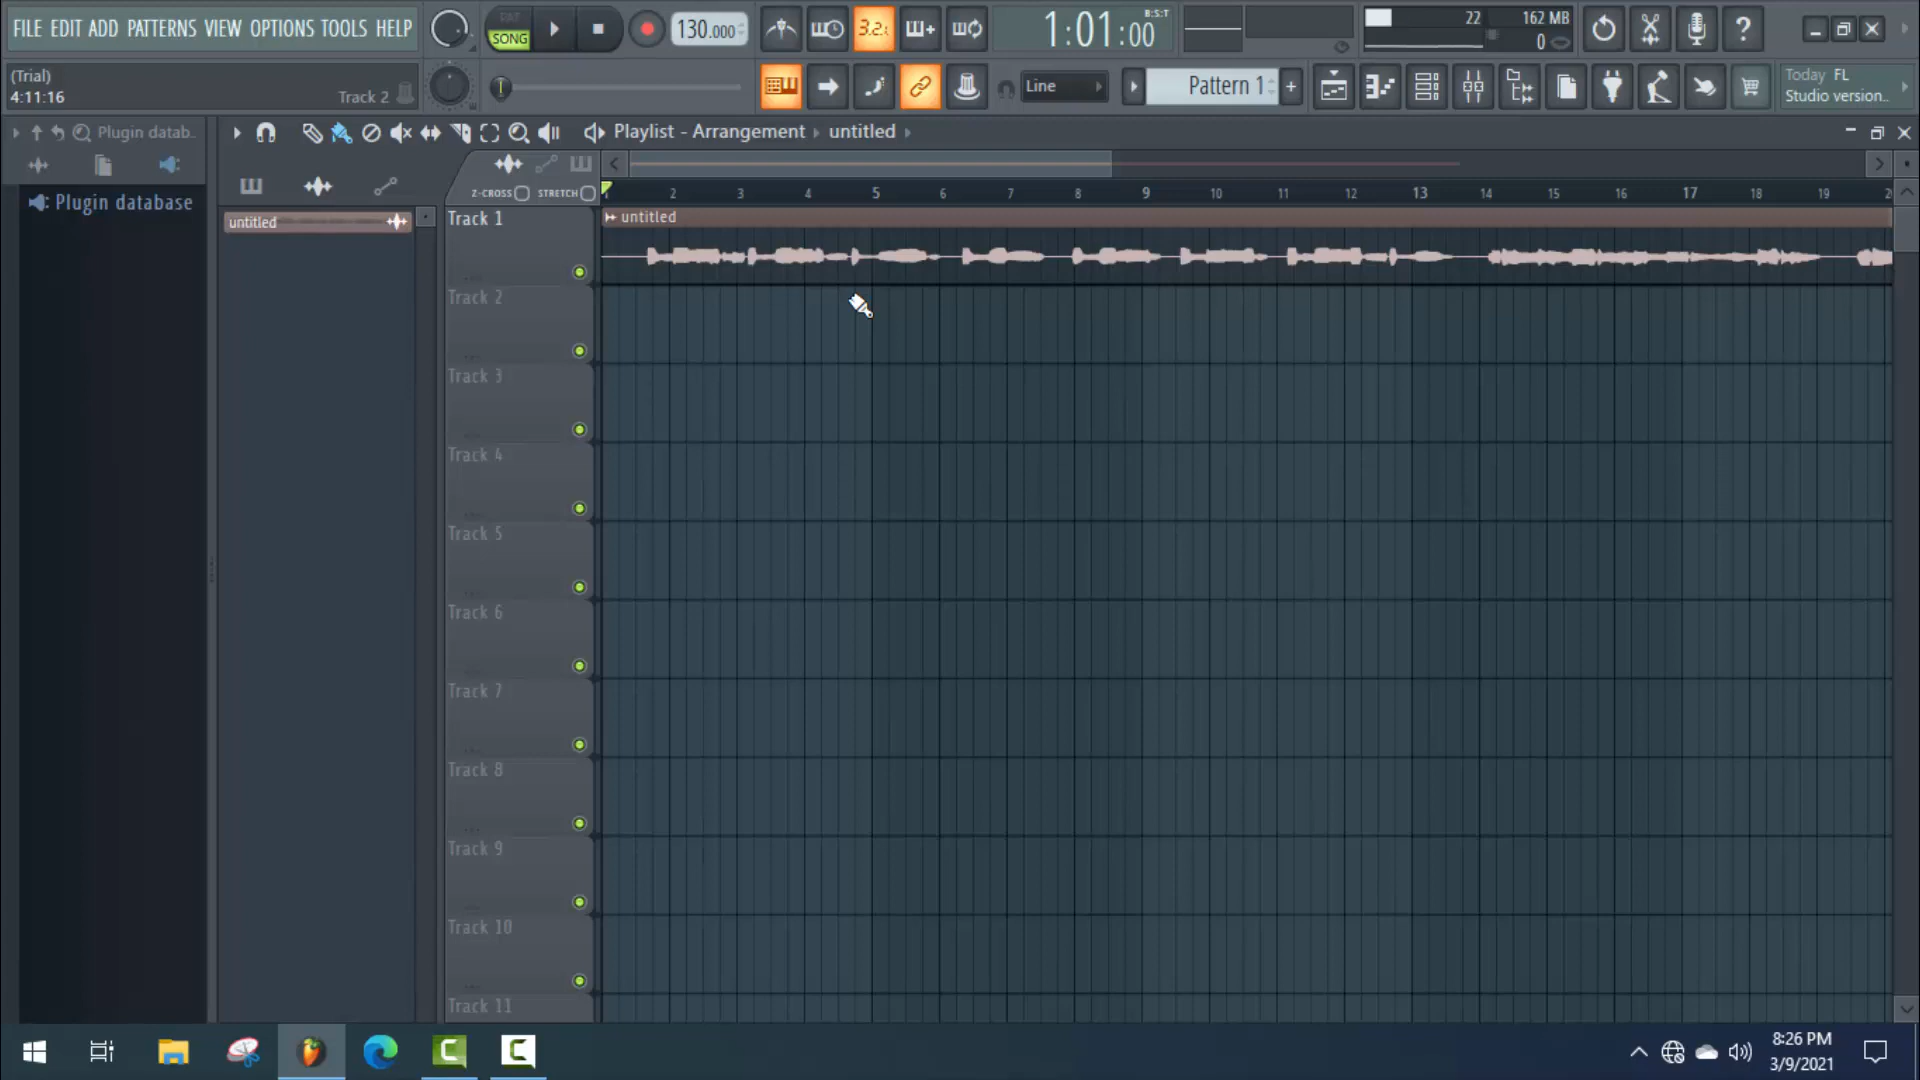 FILE EDIT ADD PATTERNS VIEW OPTIONS TOOLS HELP
PAT
SONG
130.000
3.2.1
1:01:00
B:S:T
22
162 MB
0
(Trial)
4:11:16
Track 2
Line
Pattern 1
Today FL
Studio version..
Plugin datab.
Playlist - Arrangement
untitled
Plugin database
Z-CROSS
STRETCH
2 3 4 5 6 7 8 9 10 11 12 13 14 15 16 17 18 19
untitled
Track 1
untitled
Track 2
Track 3
Track 4
Track 5
Track 6
Track 7
Track 8
Track 9
Track 10
Track 11
8:26 PM
3/9/2021